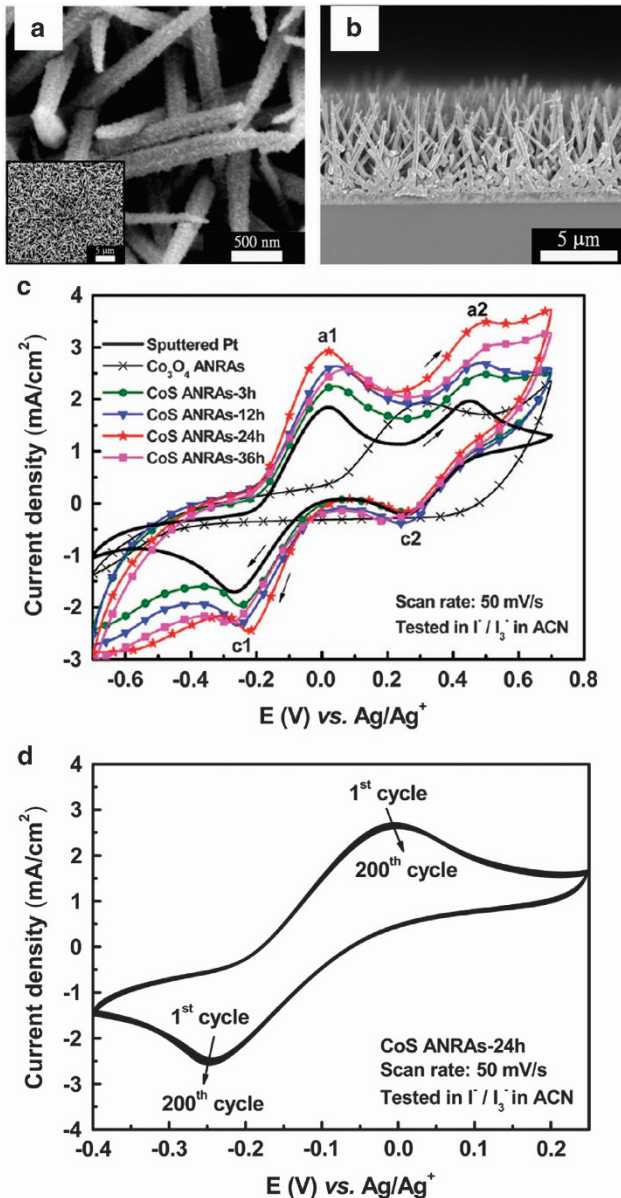 a
5 μm
500 nm
b
5 μm
c
4
3
2
1
0
-1
-2
-3
Current density (mA/cm²)
Sputtered Pt
Co₃O₄ ANRAs
CoS ANRAs-3h
CoS ANRAs-12h
CoS ANRAs-24h
CoS ANRAs-36h
a1
a2
c1
c2
Scan rate: 50 mV/s
Tested in I⁻ / I₃⁻ in ACN
-0.6 -0.4 -0.2 0.0 0.2 0.4 0.6 0.8
E (V) vs. Ag/Ag⁺
d
4
3
2
1
0
-1
-2
-3
-4
Current density (mA/cm²)
1ˢᵗ cycle
200ᵗʰ cycle
1ˢᵗ cycle
200ᵗʰ cycle
CoS ANRAs-24h
Scan rate: 50 mV/s
Tested in I⁻ / I₃⁻ in ACN
-0.4 -0.3 -0.2 -0.1 0.0 0.1 0.2
E (V) vs. Ag/Ag⁺